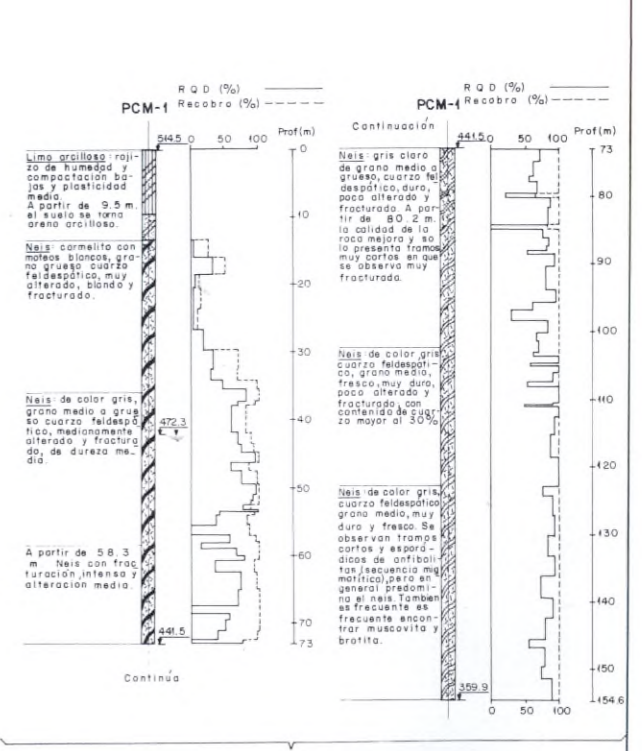 R Q D (%)
PCM-1 Recobro (%)
Prof(m)
514.5 0 50 100
0
Limo arcilloso: roji-
zo de humedad y
compactación ba-
jas y plasticidad
media.
A partir de 9.5 m.
el suelo se torna
areno arcilloso.
10
Neis: carmelito con
moteos blancos, gra-
no grueso cuarzo
feldespático, muy
alterado, blando y
fracturado.
20
30
Neis: de color gris,
grano medio a grue
so cuarzo feldespá
tico, medianamente
alterado y fractura
do, de dureza me_
dia.
40
472.3
50
A partir de 58.3
m Neis con frac
turación intensa y
alteración media.
60
70
441.5
73
Continúa
R Q D (%)
PCM-1 Recobro (%)
Continuación
Prof(m)
441.5 0 50 100
73
Neis: gris claro
de grano medio a
grueso, cuarzo fel
despático, duro,
poco alterado y
fracturado. A par
tir de 80.2 m.
la calidad de la
roca mejora y so
lo presenta tramos
muy cortos en que
se observa muy
fracturada.
80
90
100
Neis: de color gris
cuarzo feldespáti-
co, grano medio,
fresco, muy duro,
poco alterado y
fracturado; con
contenido de cuar
zo mayor al 30%
110
120
Neis: de color gris,
cuarzo feldespático
grano medio, muy
duro y fresco. Se
observan tramos
cortos y esporá-
dicos de anfiboli-
tas (secuencia mig
matítica), pero en
general predomi-
na el neis. Tambien
es frecuente es
frecuente encon-
trar muscovita y
brotita.
130
140
150
359.9
154.6
0 50 100